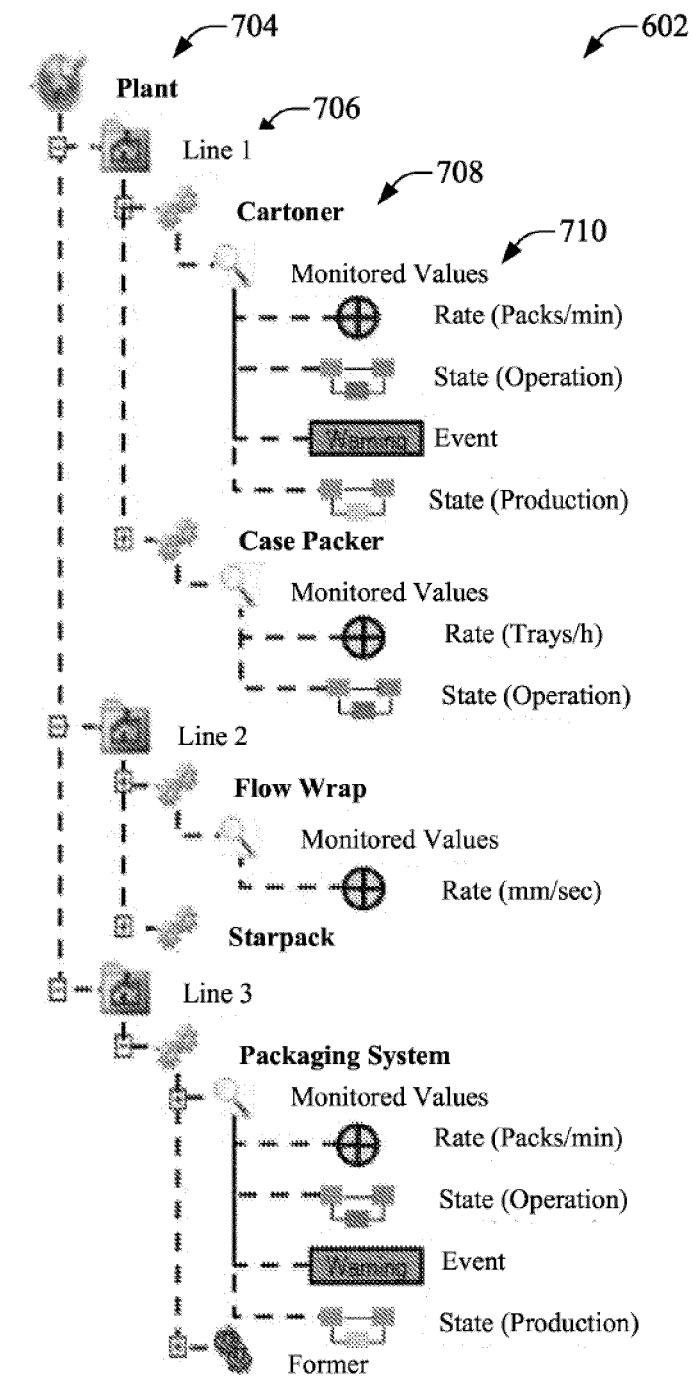 704
602
Plant
706
Line 1
708
Cartoner
710
Monitored Values
Rate (Packs/min)
State (Operation)
Warning
Event
State (Production)
Case Packer
Monitored Values
Rate (Trays/h)
State (Operation)
Line 2
Flow Wrap
Monitored Values
Rate (mm/sec)
Starpack
Line 3
Packaging System
Monitored Values
Rate (Packs/min)
State (Operation)
Warning
Event
State (Production)
Former